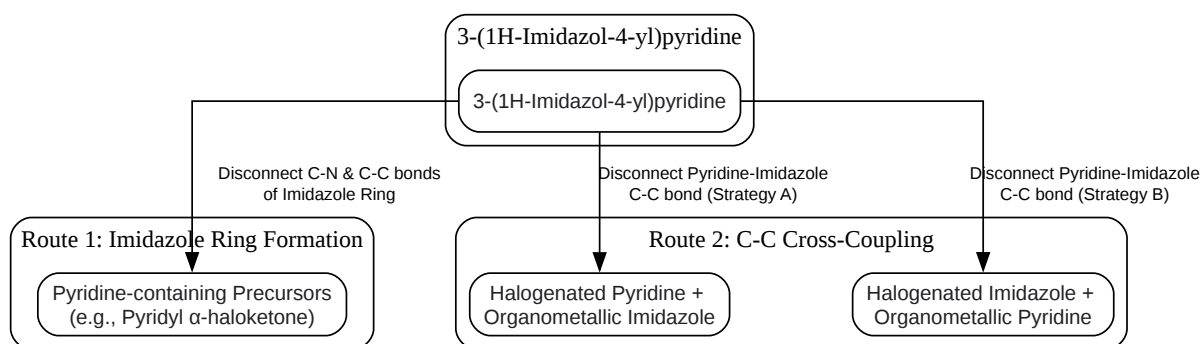 3-(1H-Imidazol-4-yl)pyridine
3-(1H-Imidazol-4-yl)pyridine
Disconnect C-N & C-C bonds
of Imidazole Ring
Disconnect Pyridine-Imidazole
C-C bond (Strategy A)
Disconnect Pyridine-Imidazole
C-C bond (Strategy B)
Route 1: Imidazole Ring Formation
Pyridine-containing Precursors
(e.g., Pyridyl α-haloketone)
Route 2: C-C Cross-Coupling
Halogenated Pyridine +
Organometallic Imidazole
Halogenated Imidazole +
Organometallic Pyridine